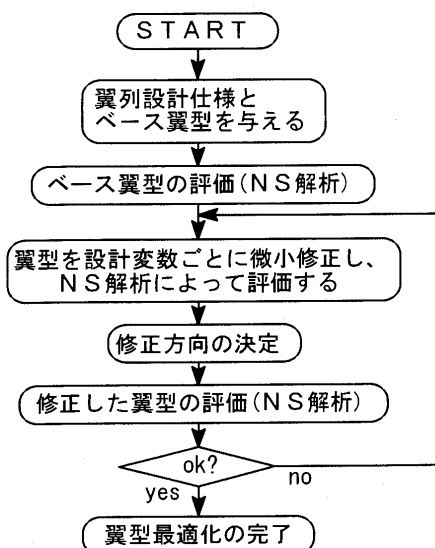 ＳＴＡＲＴ
翼列設計仕様と
ベース翼型を与える
ベース翼型の評価(ＮＳ解析)
翼型を設計変数ごとに微小修正し、
ＮＳ解析によって評価する
修正方向の決定
修正した翼型の評価(ＮＳ解析)
ok?
no
yes
翼型最適化の完了